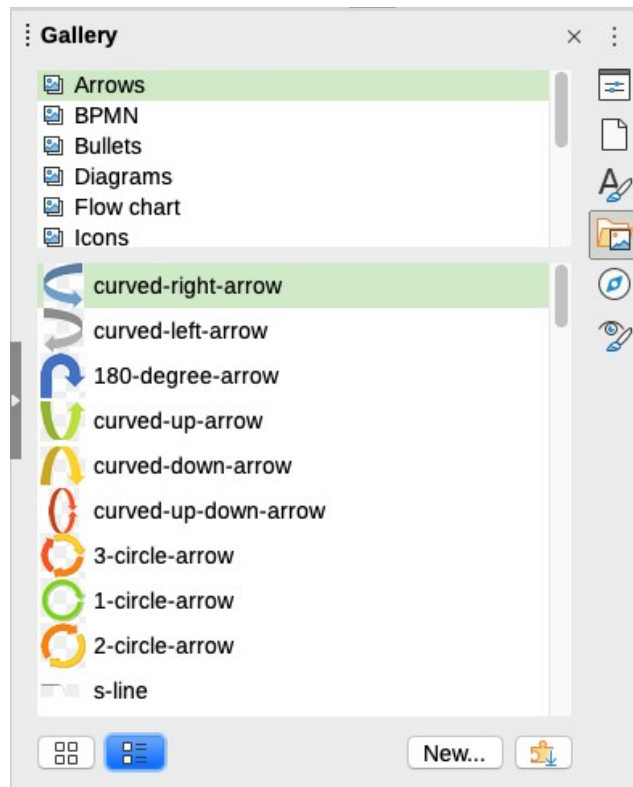 Gallery
Arrows
BPMN
Bullets
Diagrams
Flow chart
Icons
curved-right-arrow
curved-left-arrow
180-degree-arrow
curved-up-arrow
curved-down-arrow
curved-up-down-arrow
3-circle-arrow
1-circle-arrow
2-circle-arrow
s-line
New...